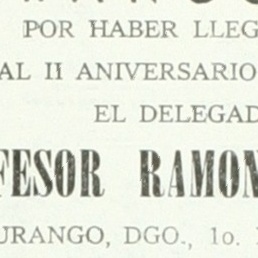 POR HABER LLEG
AL II ANIVERSARIO
EL DELEGAD
FESOR RAMON
URANGO, DGO., 1o.